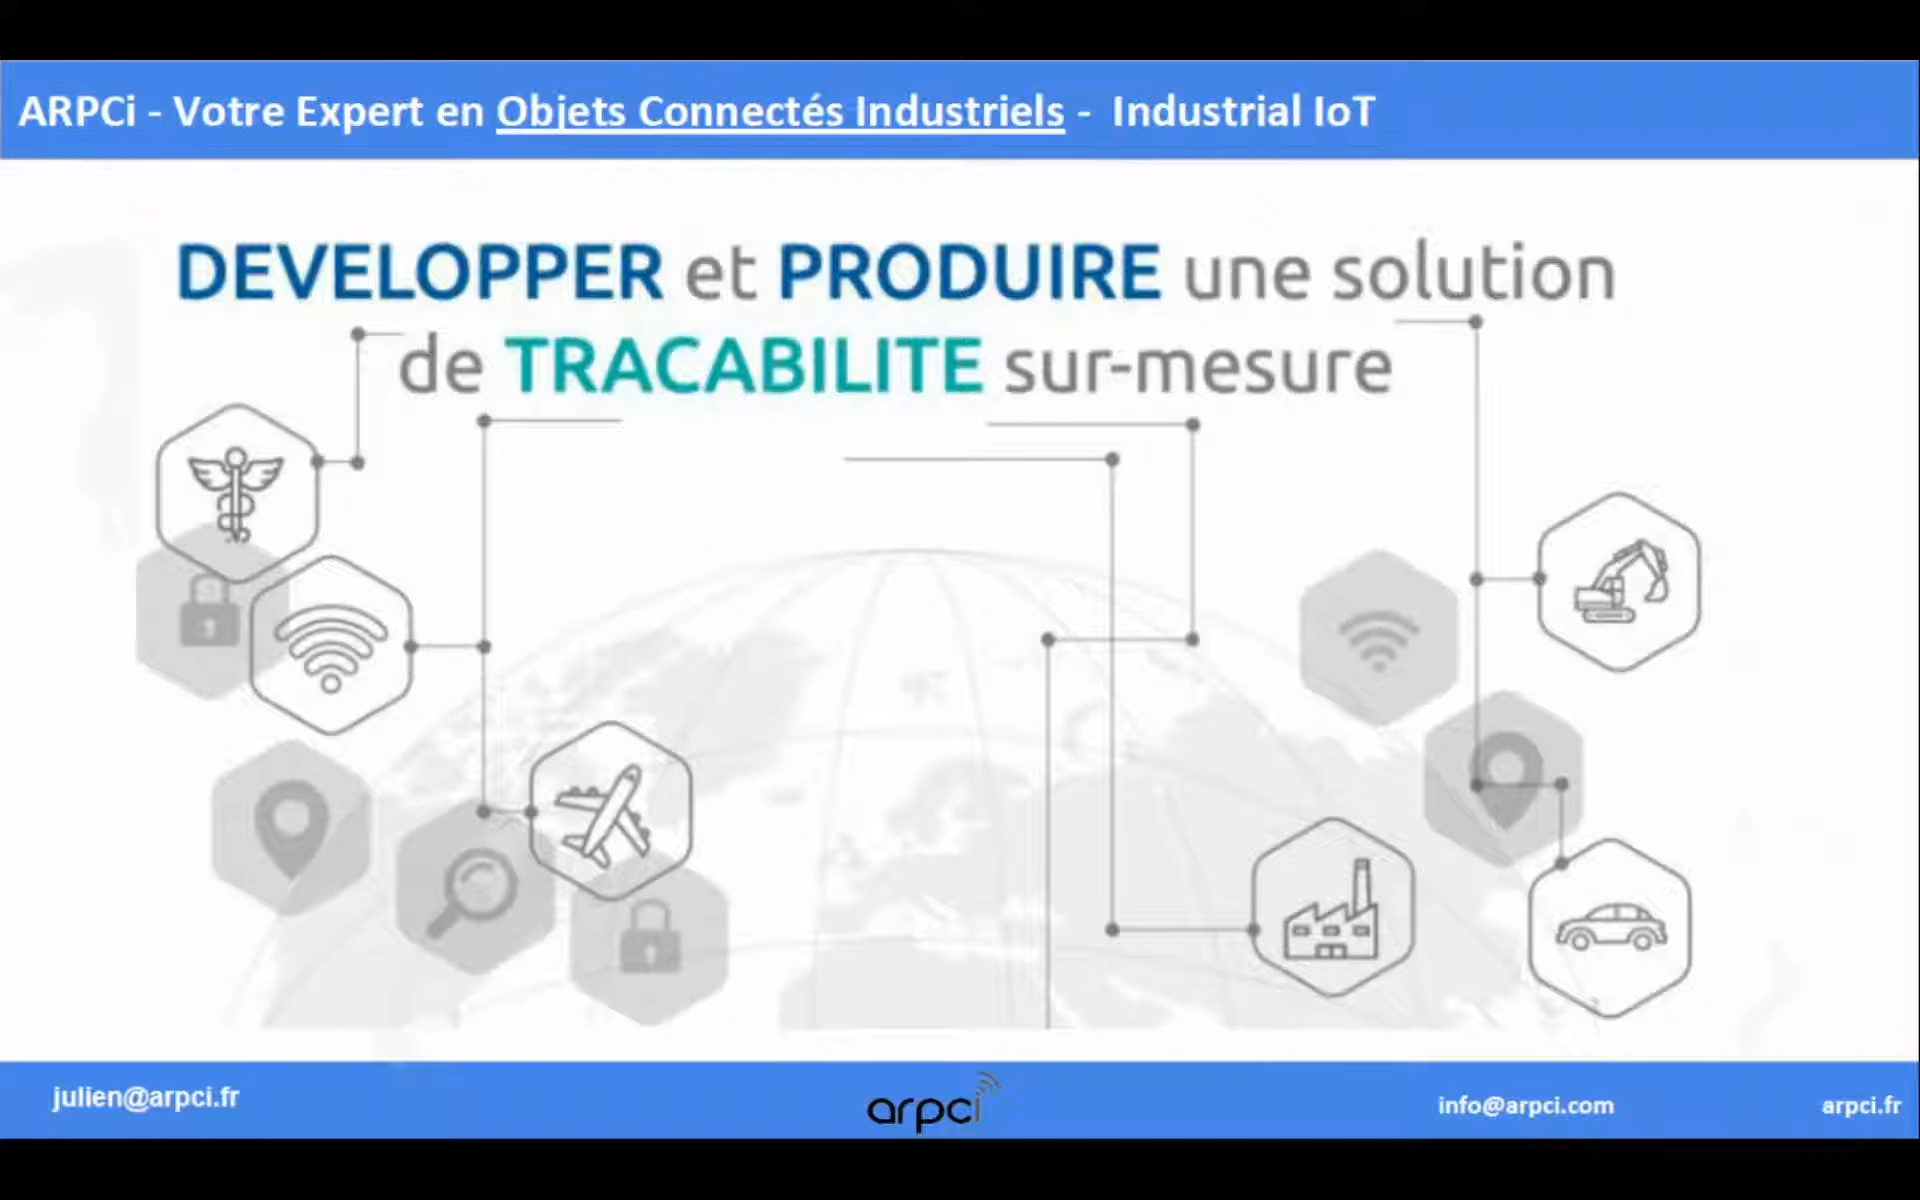 ARPCi - Votre Expert en Objets Connectés Industriels - Industrial IoT
DEVELOPPER et PRODUIRE une solution
de TRACABILITE sur-mesure
julien@arpci.fr
arpci
info@arpci.com
arpci.fr